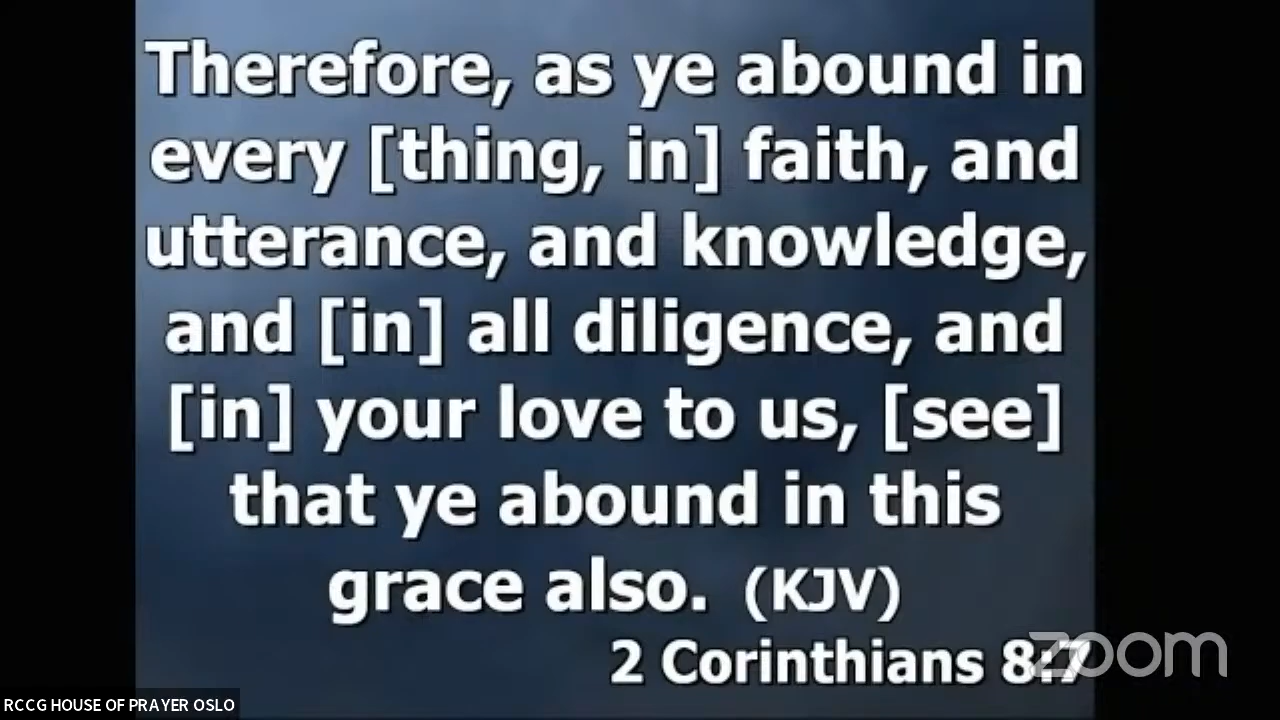 Therefore, as ye abound in
every [thing, in] faith, and
utterance, and knowledge,
and [in] all diligence, and
[in] your love to us, [see]
that ye abound in this
grace also. (KJV)
2 Corinthians 8:7
zoom
RCCG HOUSE OF PRAYER OSLO